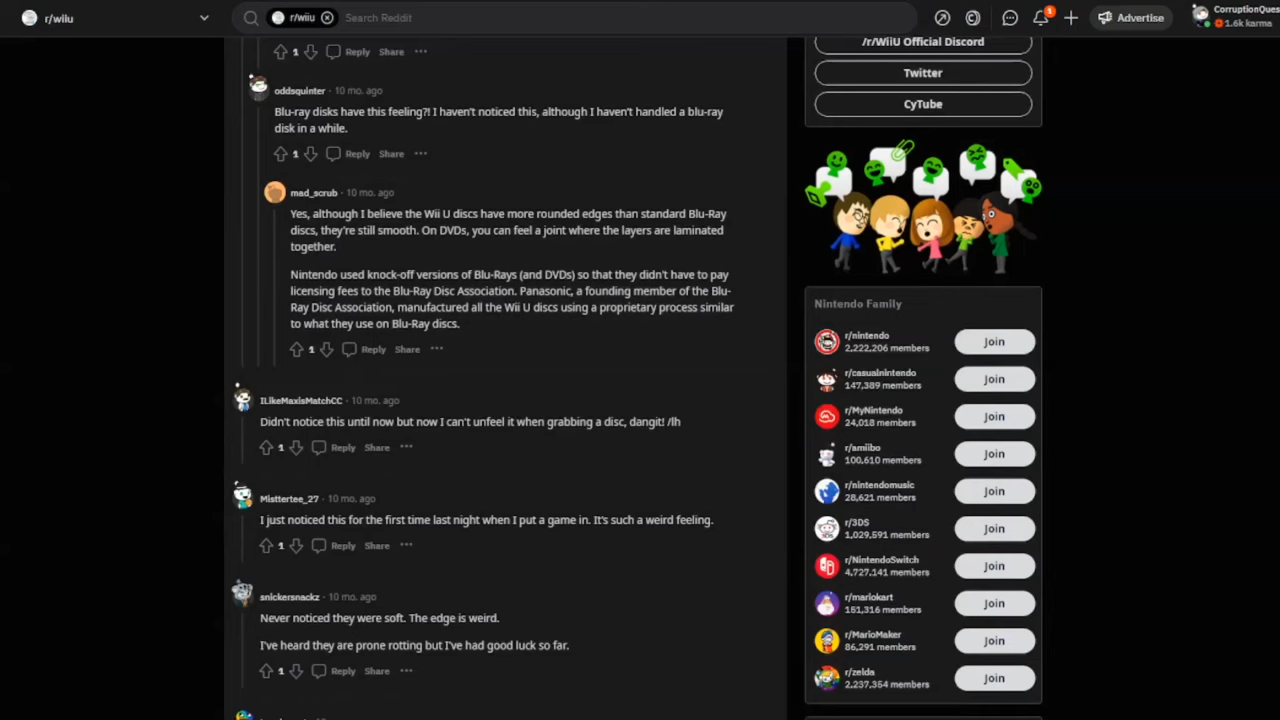 r/wiiu
r/wiiu
Search Reddit
Advertise
CorruptionQues
1.6k karma
1
1 Reply Share
oddsquinter · 10 mo. ago
Blu-ray disks have this feeling?! I haven't noticed this, although I haven't handled a blu-ray
disk in a while.
1 Reply Share
mad_scrub · 10 mo. ago
Yes, although I believe the Wii U discs have more rounded edges than standard Blu-Ray
discs, they're still smooth. On DVDs, you can feel a joint where the layers are laminated
together.
Nintendo used knock-off versions of Blu-Rays (and DVDs) so that they didn't have to pay
licensing fees to the Blu-Ray Disc Association. Panasonic, a founding member of the Blu-
Ray Disc Association, manufactured all the Wii U discs using a proprietary process similar
to what they use on Blu-Ray discs.
1 Reply Share
ILikeMaxisMatchCC · 10 mo. ago
Didn't notice this until now but now I can't unfeel it when grabbing a disc, dangit! /lh
1 Reply Share
Misttertee_27 · 10 mo. ago
I just noticed this for the first time last night when I put a game in. It's such a weird feeling.
1 Reply Share
snickersnackz · 10 mo. ago
Never noticed they were soft. The edge is weird.
I've heard they are prone rotting but I've had good luck so far.
1 Reply Share
/r/WiiU Official Discord
Twitter
CyTube
Nintendo Family
r/nintendo
2,222,206 members
Join
r/casualnintendo
147,389 members
Join
r/MyNintendo
24,018 members
Join
r/amiibo
100,610 members
Join
r/nintendomusic
28,621 members
Join
r/3DS
1,029,591 members
Join
r/NintendoSwitch
4,727,141 members
Join
r/mariokart
151,316 members
Join
r/MarioMaker
86,291 members
Join
r/zelda
2,237,354 members
Join